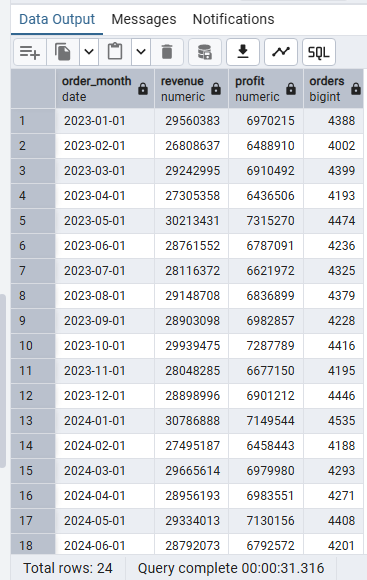 Data Output Messages Notifications
SQL
order_month revenue profit orders
date numeric numeric bigint
1 2023-01-01 29560383 6970215 4388
2 2023-02-01 26808637 6488910 4002
3 2023-03-01 29242995 6910492 4399
4 2023-04-01 27305358 6436506 4193
5 2023-05-01 30213431 7315270 4474
6 2023-06-01 28761552 6787091 4236
7 2023-07-01 28116372 6621972 4325
8 2023-08-01 29148708 6836899 4379
9 2023-09-01 28903098 6982857 4228
10 2023-10-01 29939475 7287789 4416
11 2023-11-01 28048285 6677150 4195
12 2023-12-01 28898996 6901212 4446
13 2024-01-01 30786888 7149544 4535
14 2024-02-01 27495187 6458443 4188
15 2024-03-01 29665614 6979980 4293
16 2024-04-01 28956193 6983551 4271
17 2024-05-01 29334013 7130156 4408
18 2024-06-01 28792073 6792572 4201
Total rows: 24 Query complete 00:00:31.316